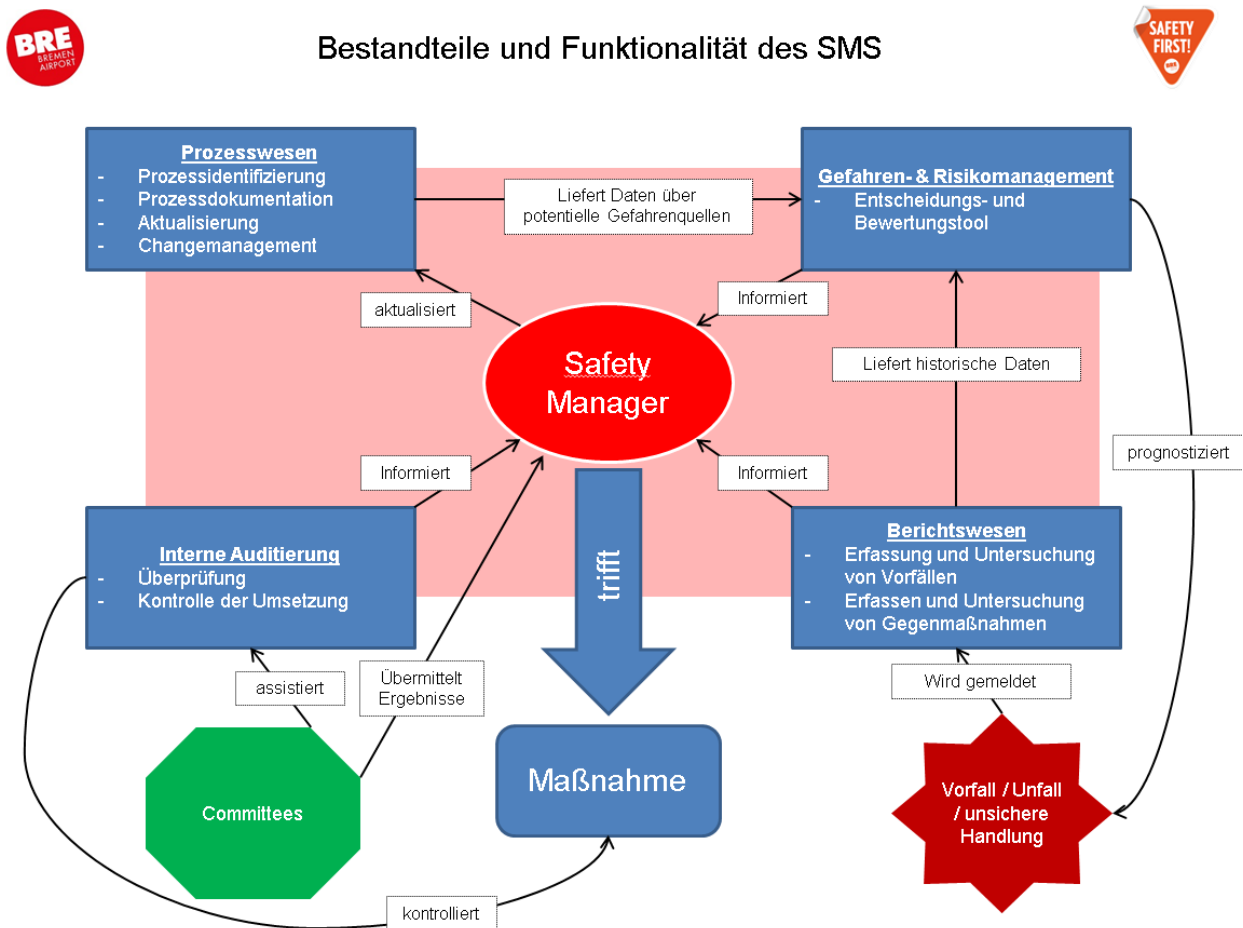 BRE
BREMEN
AIRPORT
Bestandteile und Funktionalität des SMS
SAFETY
FIRST!
BRE
Prozesswesen
- Prozessidentifizierung
- Prozessdokumentation
- Aktualisierung
- Changemanagement
Liefert Daten über
potentielle Gefahrenquellen
Gefahren- & Risikomanagement
- Entscheidungs- und
Bewertungstool
aktualisiert
Informiert
Safety
Manager
Liefert historische Daten
prognostiziert
Informiert
Informiert
Interne Auditierung
- Überprüfung
- Kontrolle der Umsetzung
trifft
Berichtswesen
- Erfassung und Untersuchung
von Vorfällen
- Erfassen und Untersuchung
von Gegenmaßnahmen
assistiert
Übermittelt
Ergebnisse
Wird gemeldet
Committees
Maßnahme
Vorfall / Unfall
/ unsichere
Handlung
kontrolliert